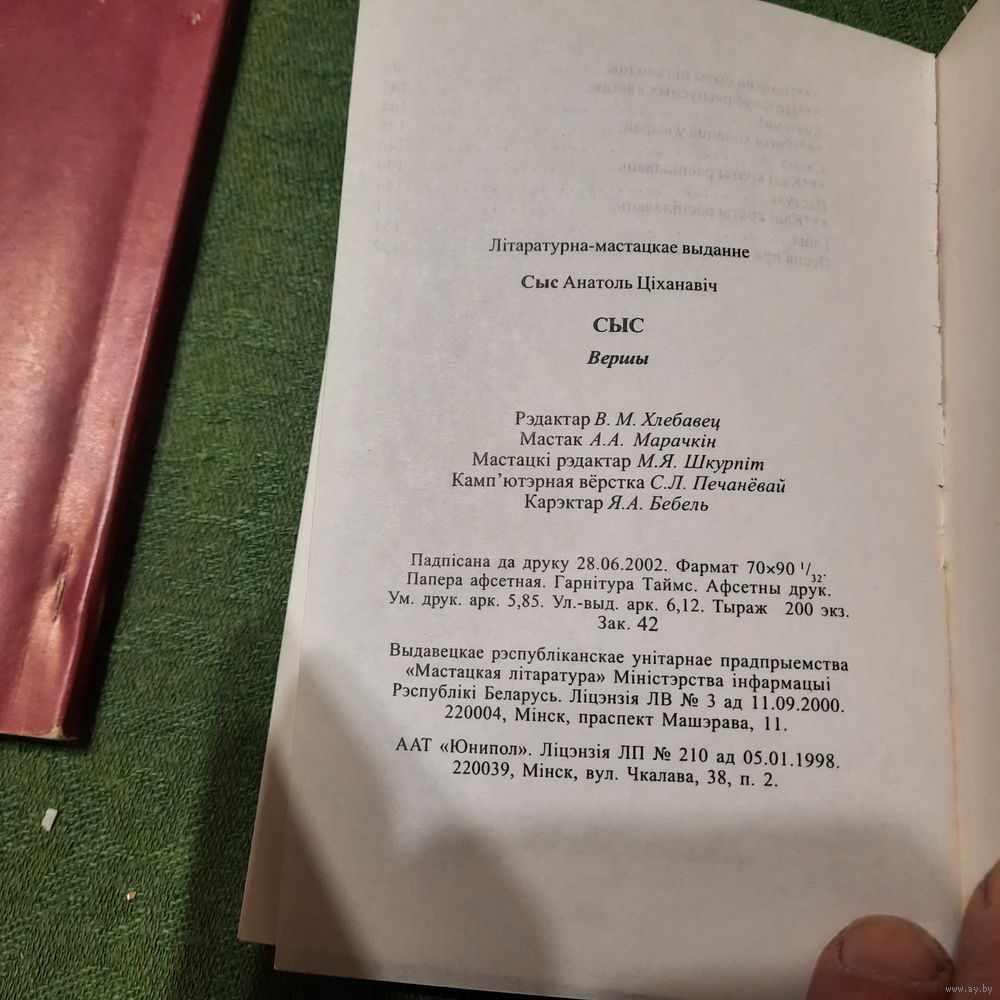 Літаратурна-мастацкае выданне
Сыс Анатоль Ціханавіч
СЫС
Вершы
Рэдактар В. М. Хлебавец
Мастак А.А. Марачкін
Мастацкі рэдактар М.Я. Шкурпіт
Камп'ютэрная вёрстка С.Л. Печанёвай
Карэктар Я.А. Бебель
Падпісана да друку 28.06.2002. Фармат 70×90 1/32.
Папера афсетная. Гарнітура Таймс. Афсетны друк.
Ум. друк. арк. 5,85. Ул.-выд. арк. 6,12. Тыраж 200 экз.
Зак. 42
Выдавецкае рэспубліканскае унітарнае прадпрыемства
«Мастацкая літаратура» Міністэрства інфармацыі
Рэспублікі Беларусь. Ліцэнзія ЛВ № 3 ад 11.09.2000.
220004, Мінск, праспект Машэрава, 11.
ААТ «Юнипол». Ліцэнзія ЛП № 210 ад 05.01.1998.
220039, Мінск, вул. Чкалава, 38, п. 2.
www.ay.by